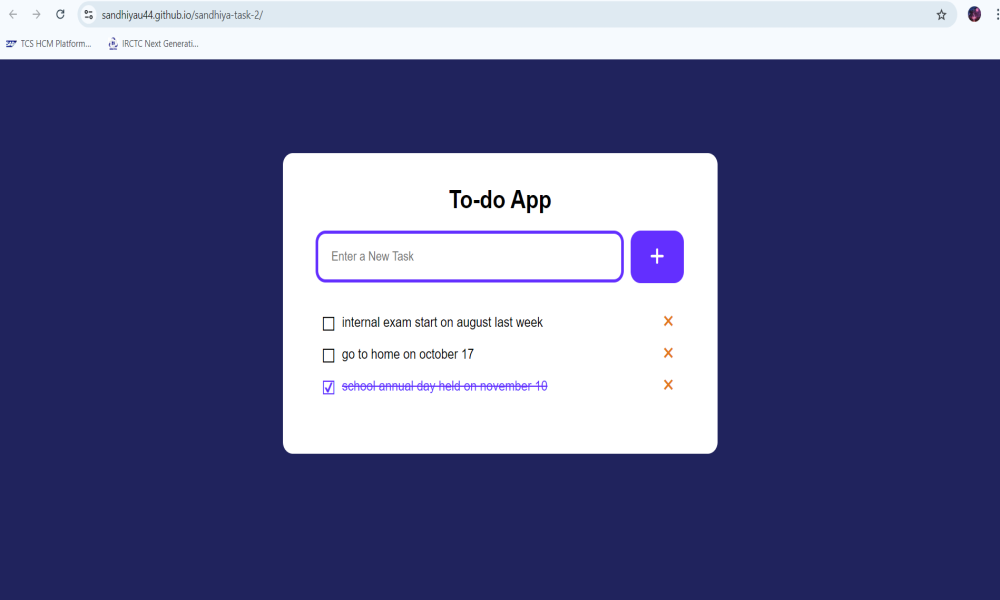 sandhiyau44.github.io/sandhiya-task-2/
SAP TCS HCM Platform... IRCTC Next Generati...
To-do App
Enter a New Task +
internal exam start on august last week
go to home on october 17
school annual day held on november 10